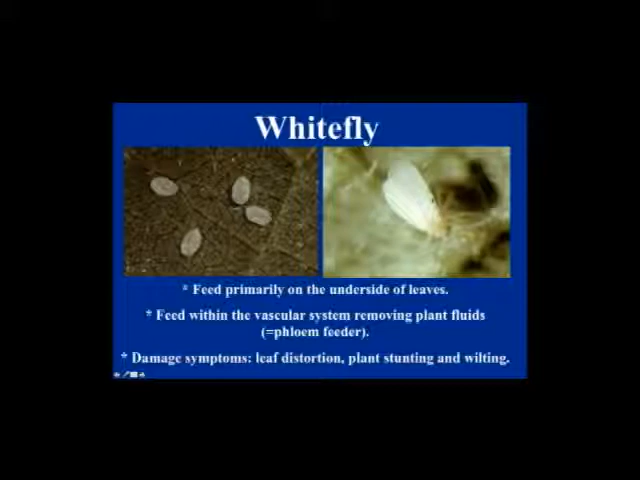 Whitefly
* Feed primarily on the underside of leaves.
* Feed within the vascular system removing plant fluids
(=phloem feeder).
* Damage symptoms: leaf distortion, plant stunting and wilting.